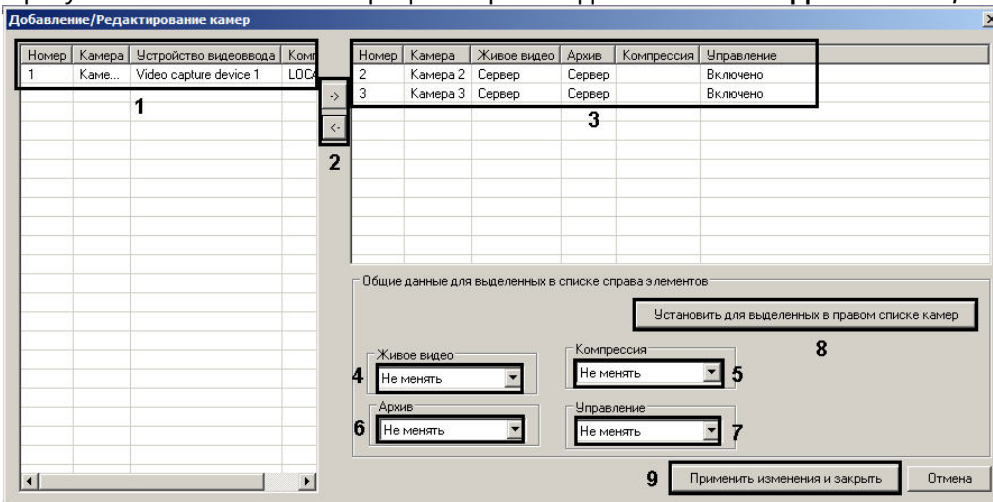 Добавление/Редактирование камер
Номер Камера Устройство видеоввода Комп
1 Каме... Video capture device 1 LOCA
1
->
<-
2
Номер Камера Живое видео Архив Компрессия Управление
2 Камера 2 Сервер Сервер Включено
3 Камера 3 Сервер Сервер Включено
3
Общие данные для выделенных в списке справа элементов
Установить для выделенных в правом списке камер
8
Живое видео
4 Не менять
Компрессия
Не менять 5
Архив
6 Не менять
Управление
Не менять 7
9 Применить изменения и закрыть Отмена